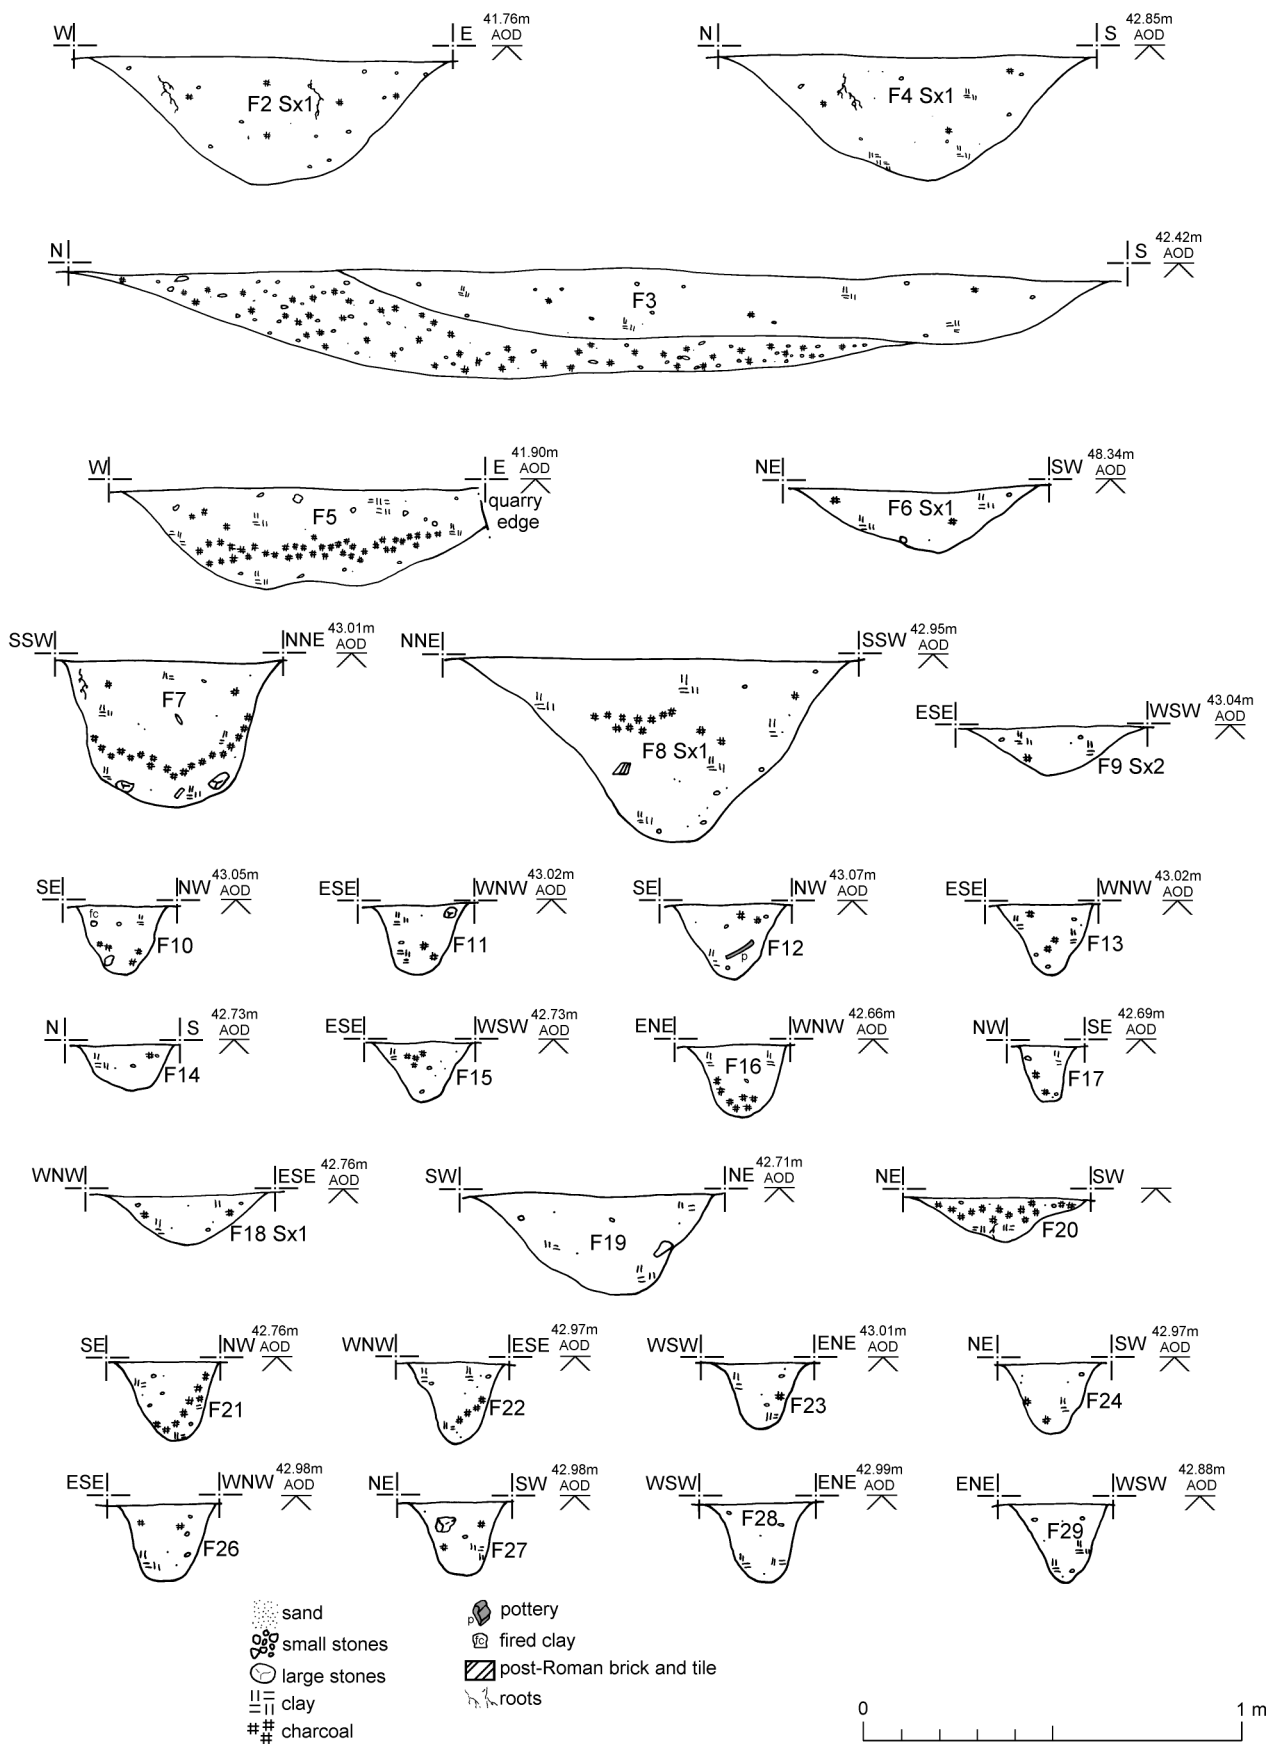 W E 41.76m
AOD
F2 Sx1
N S 42.85m
AOD
F4 Sx1
N S 42.42m
AOD
F3
W E 41.90m
AOD
F5
quarry
edge
NE SW 48.34m
AOD
F6 Sx1
SSW NNE 43.01m
AOD
F7
NNE SSW 42.95m
AOD
F8 Sx1
ESE WSW 43.04m
AOD
F9 Sx2
SE NW 43.05m
AOD
fc
F10
ESE WNW 43.02m
AOD
F11
SE NW 43.07m
AOD
F12
p
ESE WNW 43.02m
AOD
F13
N S 42.73m
AOD
F14
ESE WSW 42.73m
AOD
F15
ENE WNW 42.66m
AOD
F16
NW SE 42.69m
AOD
F17
WNW ESE 42.76m
AOD
F18 Sx1
SW NE 42.71m
AOD
F19
NE SW
F20
SE NW 42.76m
AOD
F21
WNW ESE 42.97m
AOD
F22
WSW ENE 43.01m
AOD
F23
NE SW 42.97m
AOD
F24
ESE WNW 42.98m
AOD
F26
NE SW 42.98m
AOD
F27
WSW ENE 42.99m
AOD
F28
ENE WSW 42.88m
AOD
F29
sand
small stones
large stones
clay
charcoal
p pottery
fc fired clay
post-Roman brick and tile
roots
0 1 m